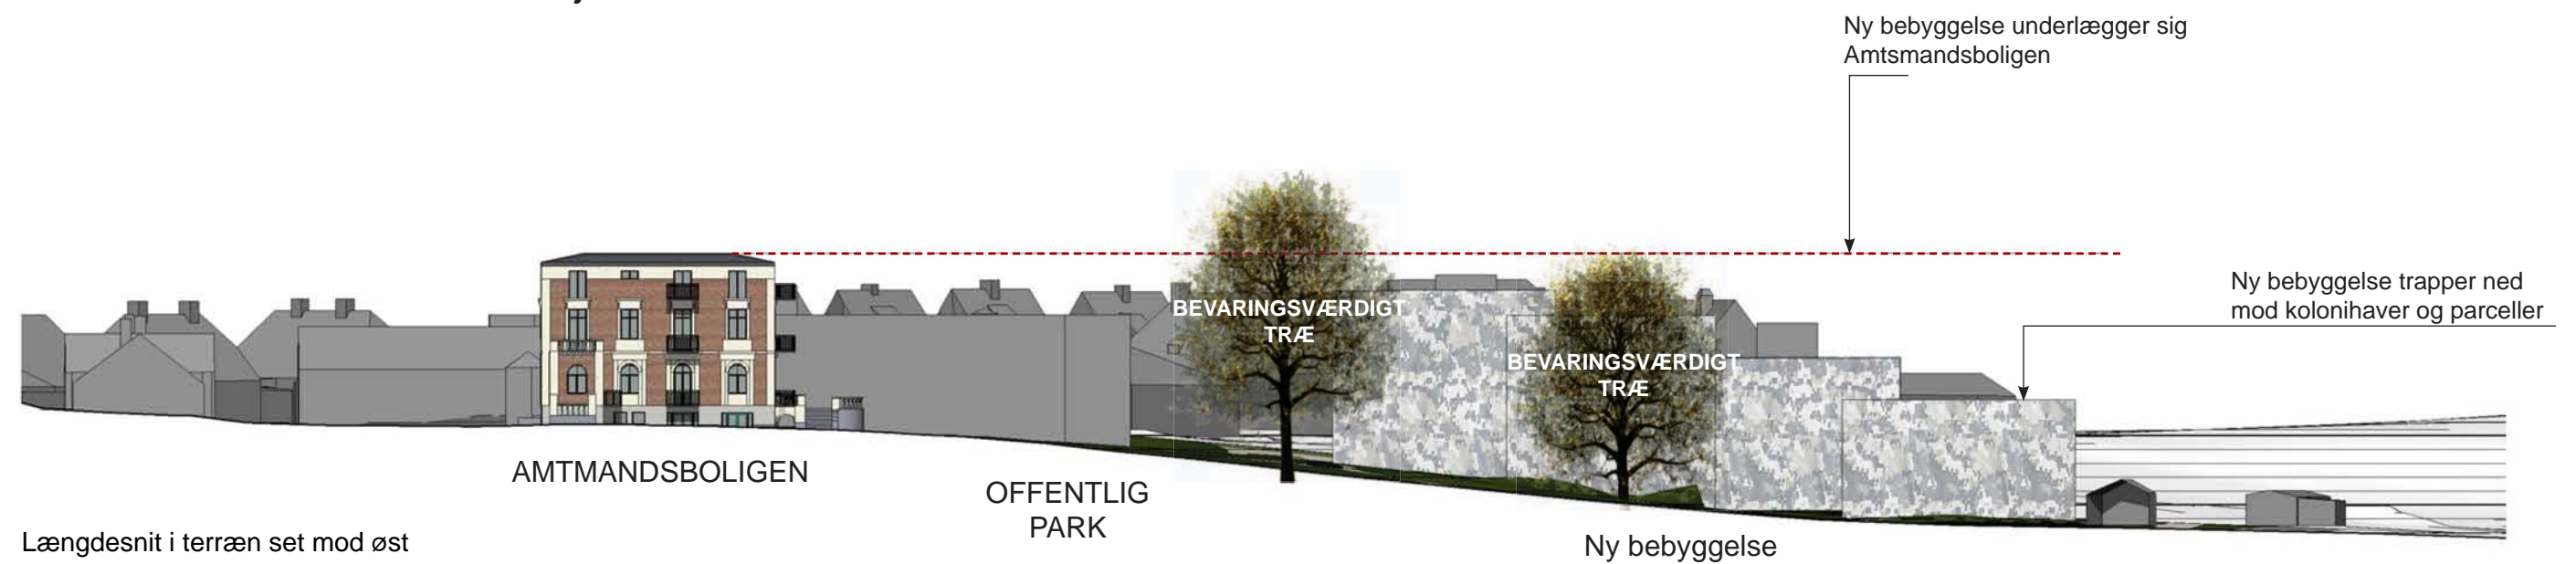 Ny bebyggelse underlægger sig
Amtsmandsboligen
Ny bebyggelse trapper ned
mod kolonihaver og parceller
BEVARINGSVÆRDIGT
TRÆ
BEVARINGSVÆRDIGT
TRÆ
AMTMANDSBOLIGEN
OFFENTLIG
PARK
Længdesnit i terræn set mod øst
Ny bebyggelse